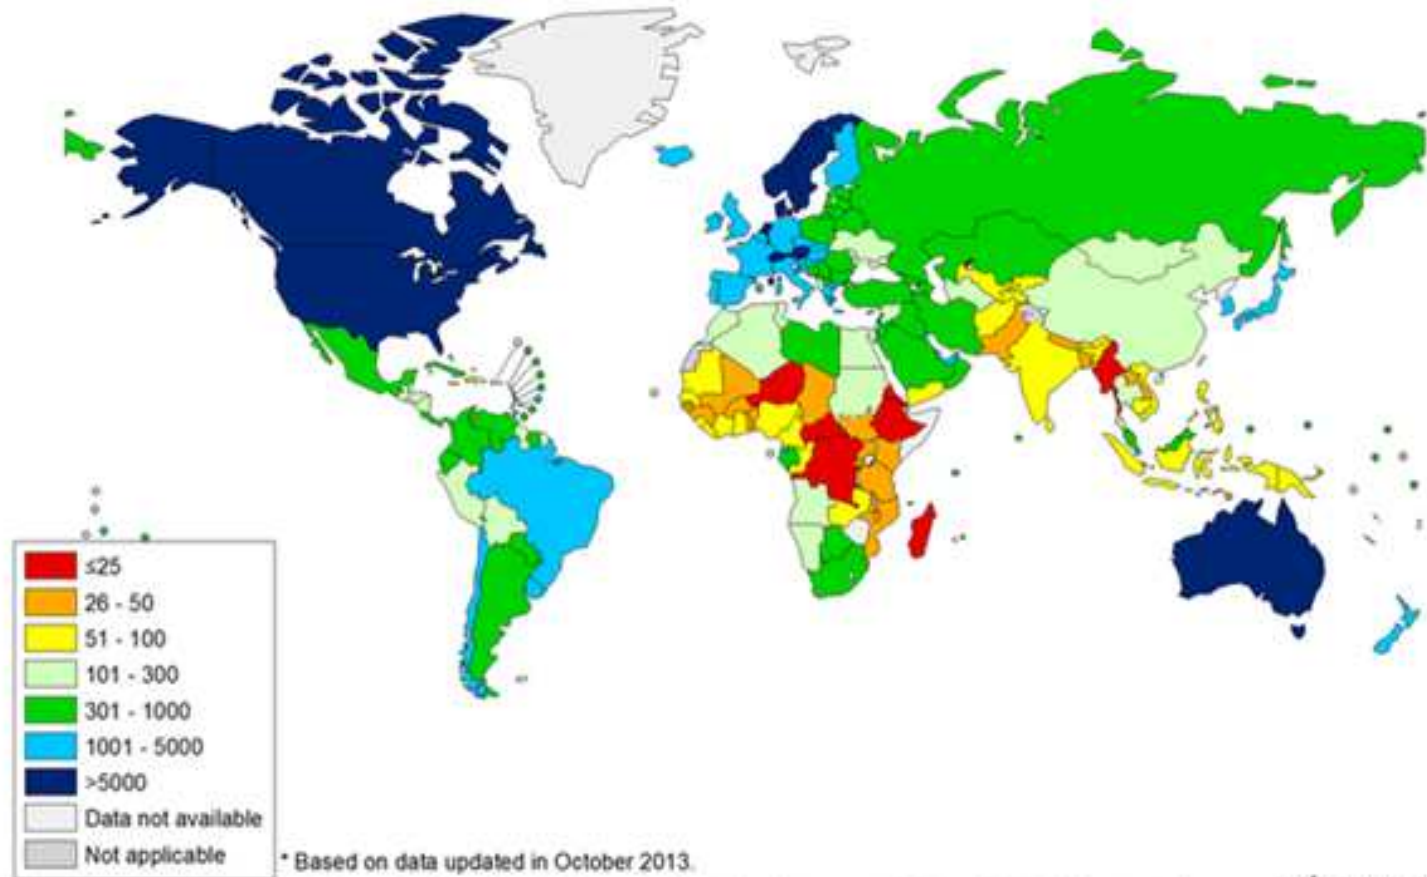 ≤25
26 - 50
51 - 100
101 - 300
301 - 1000
1001 - 5000
>5000
Data not available
Not applicable
* Based on data updated in October 2013.